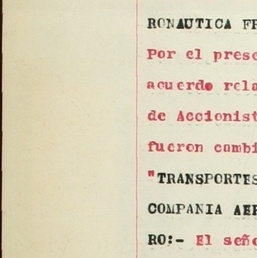 RONAUTICA FR
Por el prese
acuerdo rela
de Accionist
fueron cambi
"TRANSPORTES
COMPANIA AER
RO:- El seño